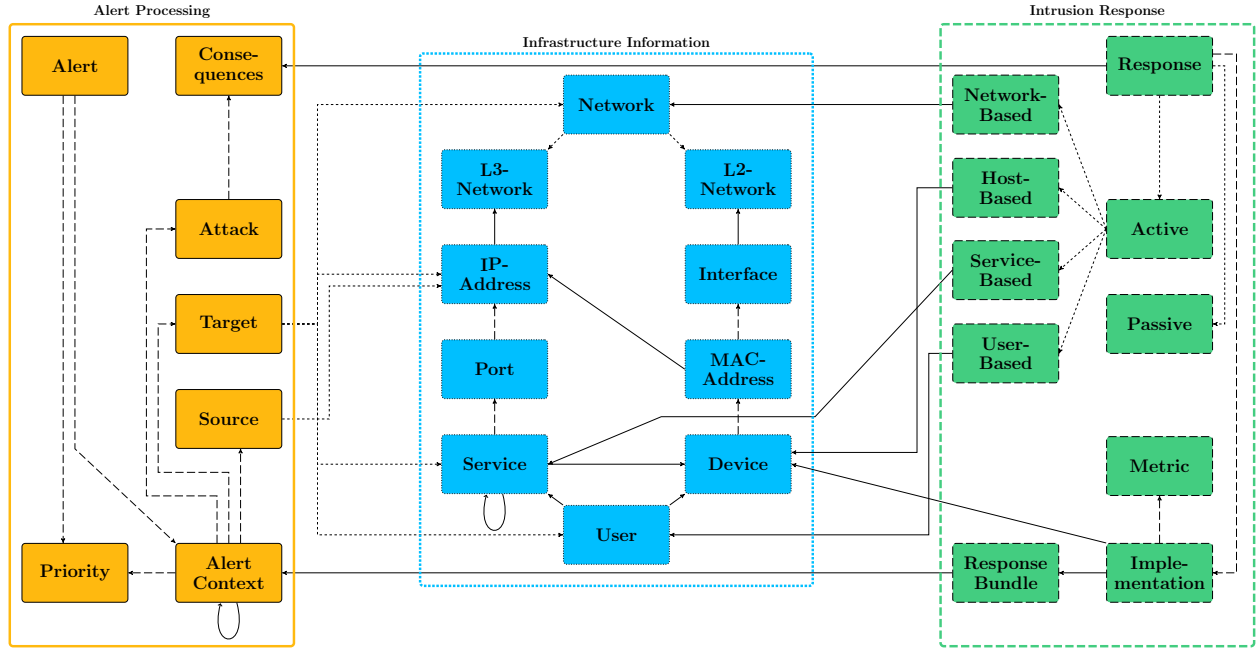 Alert Processing
Alert
Conse-
quences
Attack
Target
Source
Priority
Alert
Context
Infrastructure Information
Network
L3-
Network
L2-
Network
IP-
Address
Interface
Port
MAC-
Address
Service
Device
User
Intrusion Response
Response
Network-
Based
Host-
Based
Active
Service-
Based
Passive
User-
Based
Metric
Response
Bundle
Imple-
mentation